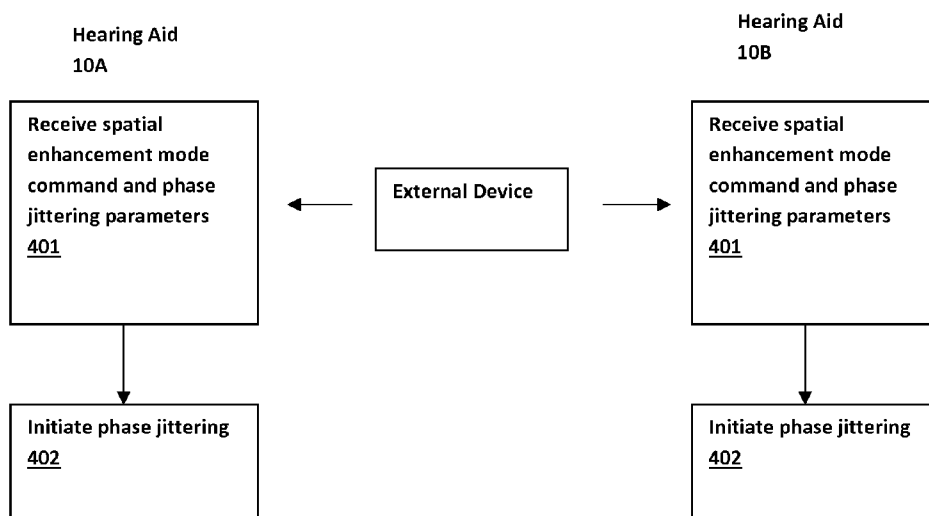 Hearing Aid
10A
Receive spatial
enhancement mode
command and phase
jittering parameters
401
Initiate phase jittering
402
External Device
Hearing Aid
10B
Receive spatial
enhancement mode
command and phase
jittering parameters
401
Initiate phase jittering
402